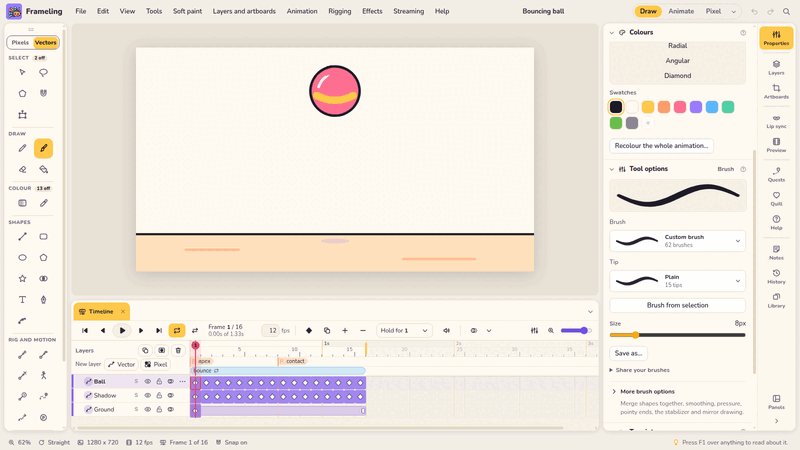 Frameling
File Edit View Tools Soft paint Layers and artboards Animation Rigging Effects Streaming Help
Bouncing ball
Draw Animate Pixel
Pixels Vectors
SELECT 2 off
DRAW
COLOUR 13 off
SHAPES
RIG AND MOTION
Colours
Radial
Angular
Diamond
Swatches
Recolour the whole animation...
Tool options Brush
Brush
Custom brush
62 brushes
Tip
Plain
15 tips
Brush from selection
Size 8px
Save as...
Share your brushes
More brush options
Merge shapes together, smoothing, pressure, pointy ends, the stabilizer and mirror drawing.
Properties
Layers
Artboards
Lip sync
Preview
Quests
Quill
Help
Notes
History
Library
Panels
Timeline
Frame 1 / 16
0.00s of 1.33s
12 fps
Hold for 1
Layers
New layer Vector Pixel
5 10 1s 15
apex contact
bounce
Ball S
Shadow S
Ground S
62% Straight 1280 x 720 12 fps Frame 1 of 16 Snap on
Press F1 over anything to read about it.